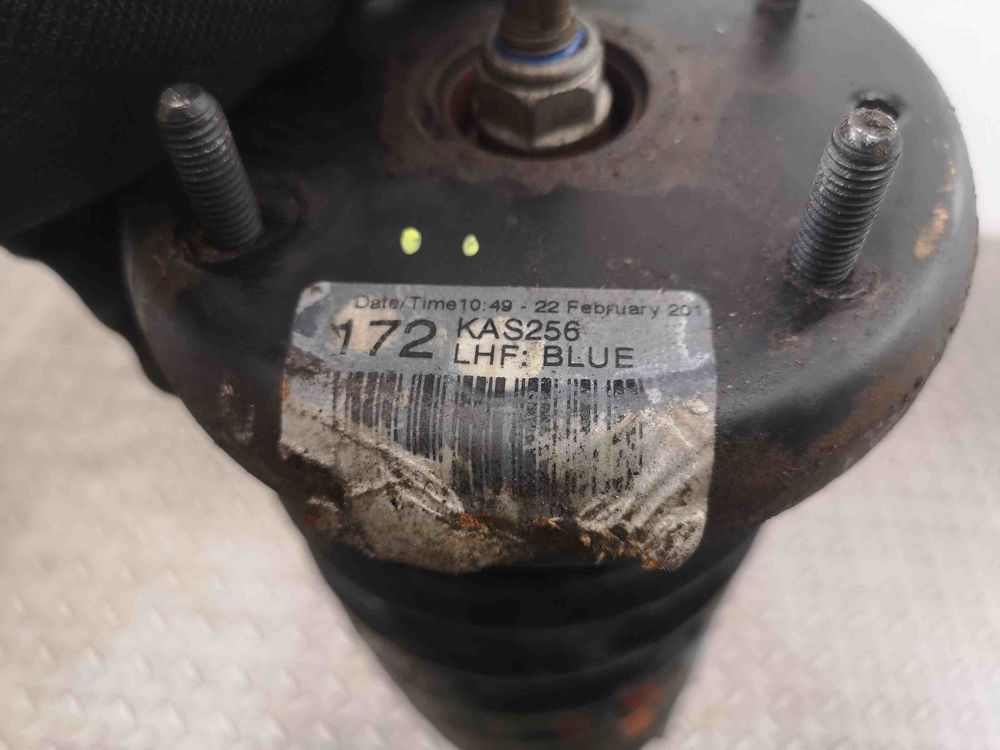 Date/Time10:49 - 22 February 201
172 KAS256
LHF: BLUE